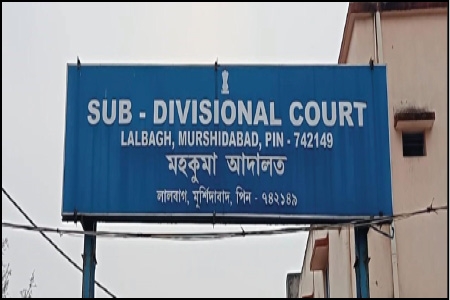 SUB - DIVISIONAL COURT
LALBAGH, MURSHIDABAD, PIN - 742149
মহকুমা আদালত
লালবাগ, মুর্শিদাবাদ, পিন - ৭৪২১৪৯